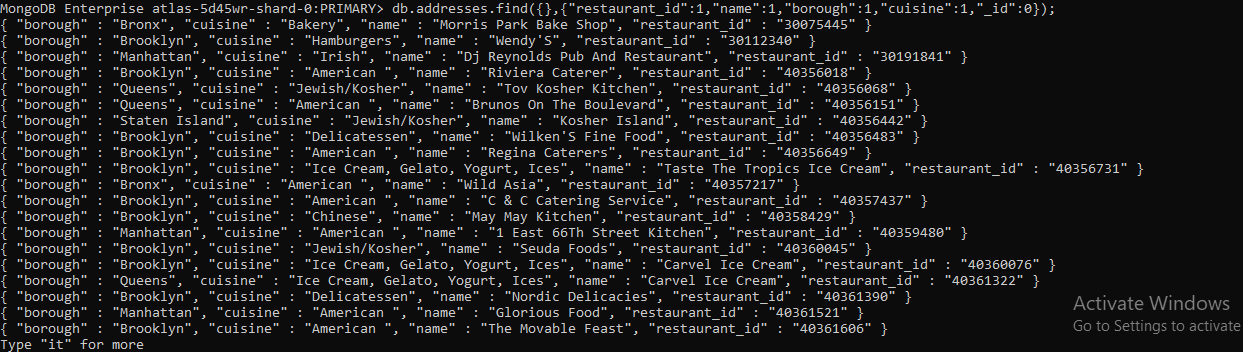 MongoDB Enterprise atlas-5d45wr-shard-0:PRIMARY> db.addresses.find({},{"restaurant_id":1,"name":1,"borough":1,"cuisine":1,"_id":0});
{ "borough" : "Bronx", "cuisine" : "Bakery", "name" : "Morris Park Bake Shop", "restaurant_id" : "30075445" }
{ "borough" : "Brooklyn", "cuisine" : "Hamburgers", "name" : "Wendy'S", "restaurant_id" : "30112340" }
{ "borough" : "Manhattan", "cuisine" : "Irish", "name" : "Dj Reynolds Pub And Restaurant", "restaurant_id" : "30191841" }
{ "borough" : "Brooklyn", "cuisine" : "American ", "name" : "Riviera Caterer", "restaurant_id" : "40356018" }
{ "borough" : "Queens", "cuisine" : "Jewish/Kosher", "name" : "Tov Kosher Kitchen", "restaurant_id" : "40356068" }
{ "borough" : "Queens", "cuisine" : "American ", "name" : "Brunos On The Boulevard", "restaurant_id" : "40356151" }
{ "borough" : "Staten Island", "cuisine" : "Jewish/Kosher", "name" : "Kosher Island", "restaurant_id" : "40356442" }
{ "borough" : "Brooklyn", "cuisine" : "Delicatessen", "name" : "Wilken'S Fine Food", "restaurant_id" : "40356483" }
{ "borough" : "Brooklyn", "cuisine" : "American ", "name" : "Regina Caterers", "restaurant_id" : "40356649" }
{ "borough" : "Brooklyn", "cuisine" : "Ice Cream, Gelato, Yogurt, Ices", "name" : "Taste The Tropics Ice Cream", "restaurant_id" : "40356731" }
{ "borough" : "Bronx", "cuisine" : "American ", "name" : "Wild Asia", "restaurant_id" : "40357217" }
{ "borough" : "Brooklyn", "cuisine" : "American ", "name" : "C & C Catering Service", "restaurant_id" : "40357437" }
{ "borough" : "Brooklyn", "cuisine" : "Chinese", "name" : "May May Kitchen", "restaurant_id" : "40358429" }
{ "borough" : "Manhattan", "cuisine" : "American ", "name" : "1 East 66Th Street Kitchen", "restaurant_id" : "40359480" }
{ "borough" : "Brooklyn", "cuisine" : "Jewish/Kosher", "name" : "Seuda Foods", "restaurant_id" : "40360045" }
{ "borough" : "Brooklyn", "cuisine" : "Ice Cream, Gelato, Yogurt, Ices", "name" : "Carvel Ice Cream", "restaurant_id" : "40360076" }
{ "borough" : "Queens", "cuisine" : "Ice Cream, Gelato, Yogurt, Ices", "name" : "Carvel Ice Cream", "restaurant_id" : "40361322" }
{ "borough" : "Brooklyn", "cuisine" : "Delicatessen", "name" : "Nordic Delicacies", "restaurant_id" : "40361390" }
{ "borough" : "Manhattan", "cuisine" : "American ", "name" : "Glorious Food", "restaurant_id" : "40361521" }
{ "borough" : "Brooklyn", "cuisine" : "American ", "name" : "The Movable Feast", "restaurant_id" : "40361606" }
Type "it" for more
Activate Windows
Go to Settings to activate